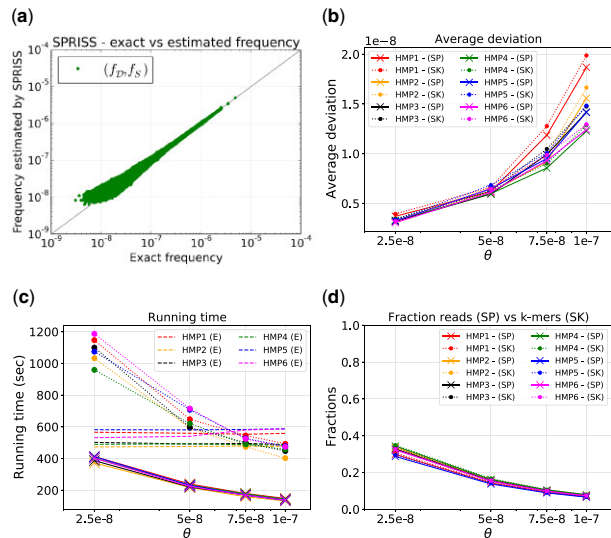 (a)
SPRISS - exact vs estimated frequency
(f_D, f_S)
Frequency estimated by SPRISS
10^-4
10^-5
10^-6
10^-7
10^-8
10^-9
10^-9 10^-8 10^-7 10^-6 10^-5 10^-4
Exact frequency
(b)
1e-8 Average deviation
HMP1 - (SP) HMP4 - (SP)
HMP1 - (SK) HMP4 - (SK)
HMP2 - (SP) HMP5 - (SP)
HMP2 - (SK) HMP5 - (SK)
HMP3 - (SP) HMP6 - (SP)
HMP3 - (SK) HMP6 - (SK)
Average deviation
2.0
1.5
1.0
0.5
2.5e-8 5e-8 7.5e-8 1e-7
θ
(c)
Running time
HMP1 (E) HMP4 (E)
HMP2 (E) HMP5 (E)
HMP3 (E) HMP6 (E)
Running time (sec)
1200
1000
800
600
400
200
2.5e-8 5e-8 7.5e-8 1e-7
θ
(d)
Fraction reads (SP) vs k-mers (SK)
HMP1 - (SP) HMP4 - (SP)
HMP1 - (SK) HMP4 - (SK)
HMP2 - (SP) HMP5 - (SP)
HMP2 - (SK) HMP5 - (SK)
HMP3 - (SP) HMP6 - (SP)
HMP3 - (SK) HMP6 - (SK)
Fractions
1.0
0.8
0.6
0.4
0.2
0.0
2.5e-8 5e-8 7.5e-8 1e-7
θ